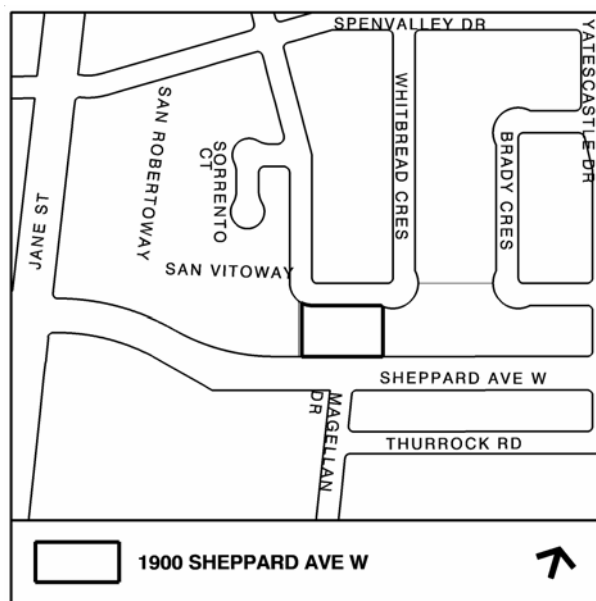 SPENVALLEY DR
YATESCASTLE DR
WHITBREAD CRES
SAN ROBERTOWAY
SORRENTO
CT
BRADY CRES
JANE ST
SAN VITOWAY
SHEPPARD AVE W
MAGELLAN
DR
THURROCK RD
1900 SHEPPARD AVE W